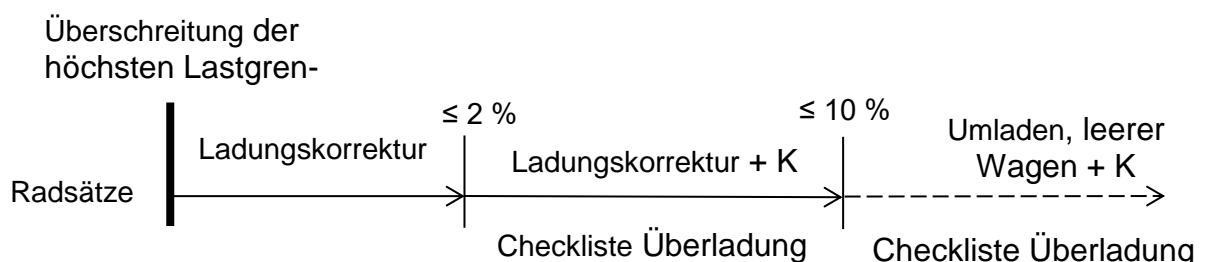 Überschreitung der
höchsten Lastgren-
≤ 2 %
≤ 10 %
Ladungskorrektur
Ladungskorrektur + K
Umladen, leerer
Wagen + K
Radsätze
Checkliste Überladung
Checkliste Überladung